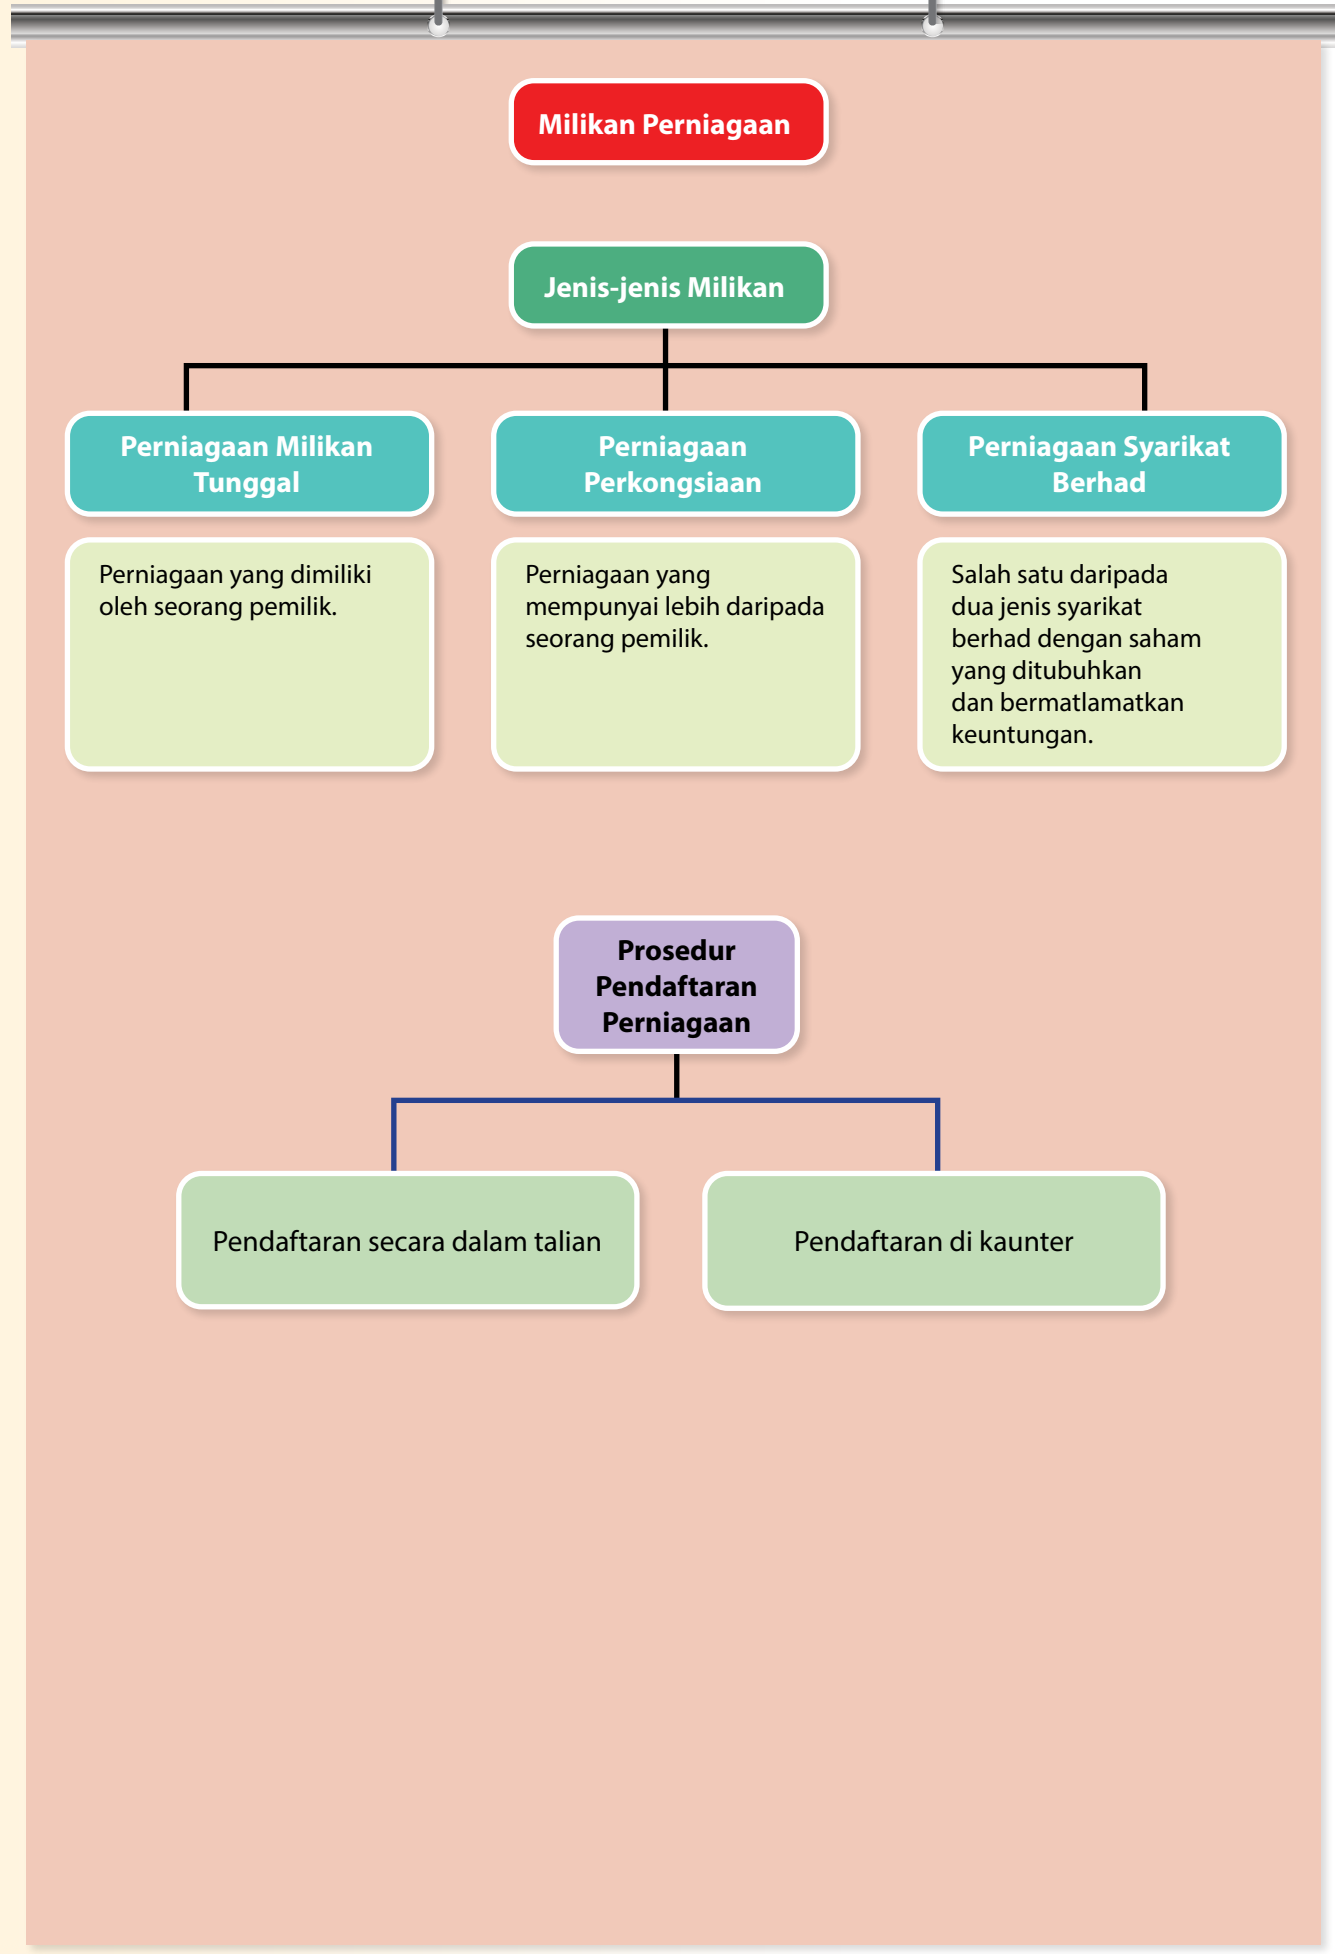 Milikan Perniagaan
Jenis-jenis Milikan
Perniagaan Milikan
Tunggal
Perniagaan yang dimiliki
oleh seorang pemilik.
Perniagaan
Perkongsiaan
Perniagaan yang
mempunyai lebih daripada
seorang pemilik.
Perniagaan Syarikat
Berhad
Salah satu daripada
dua jenis syarikat
berhad dengan saham
yang ditubuhkan
dan bermatlamatkan
keuntungan.
Prosedur
Pendaftaran
Perniagaan
Pendaftaran secara dalam talian
Pendaftaran di kaunter